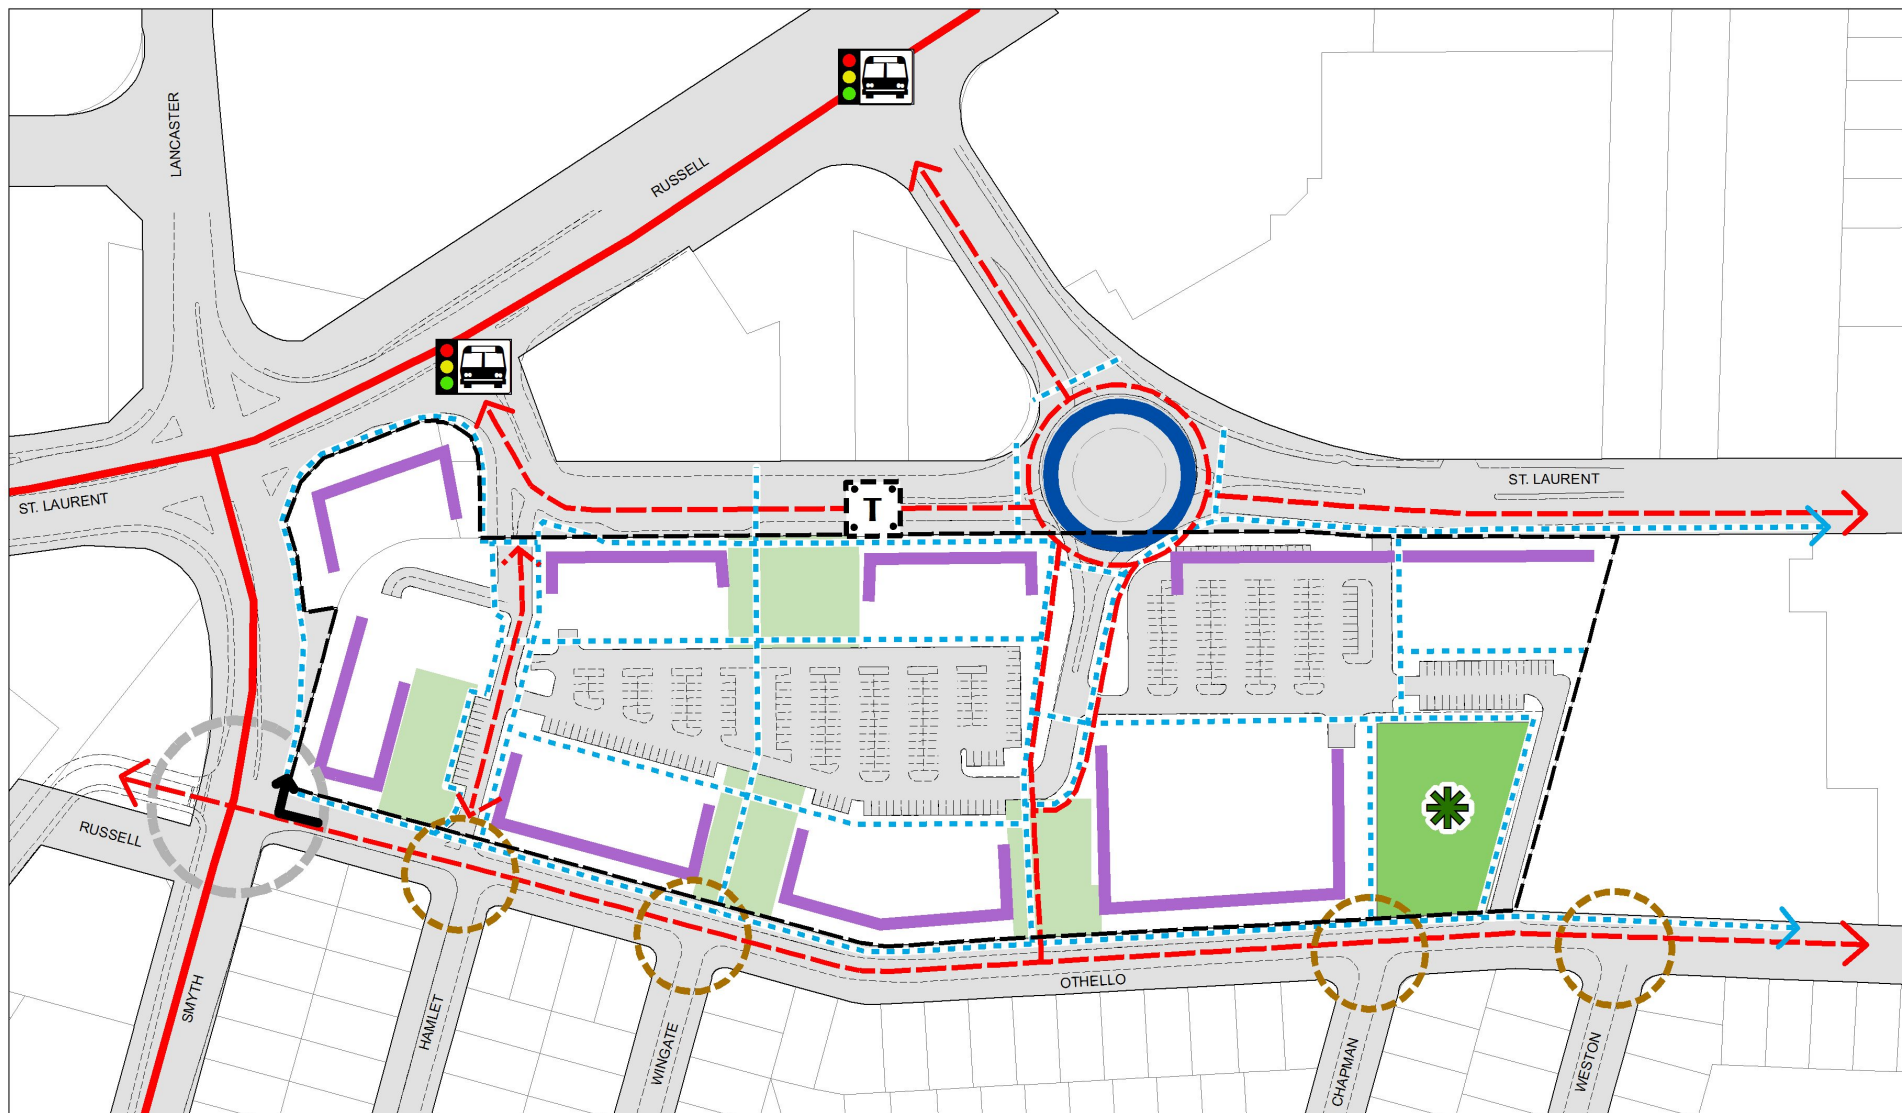 LANCASTER
RUSSELL
ST. LAURENT
ST. LAURENT
T
RUSSELL
OTHELLO
SMYTH
HAMLET
WINGATE
CHAPMAN
WESTON